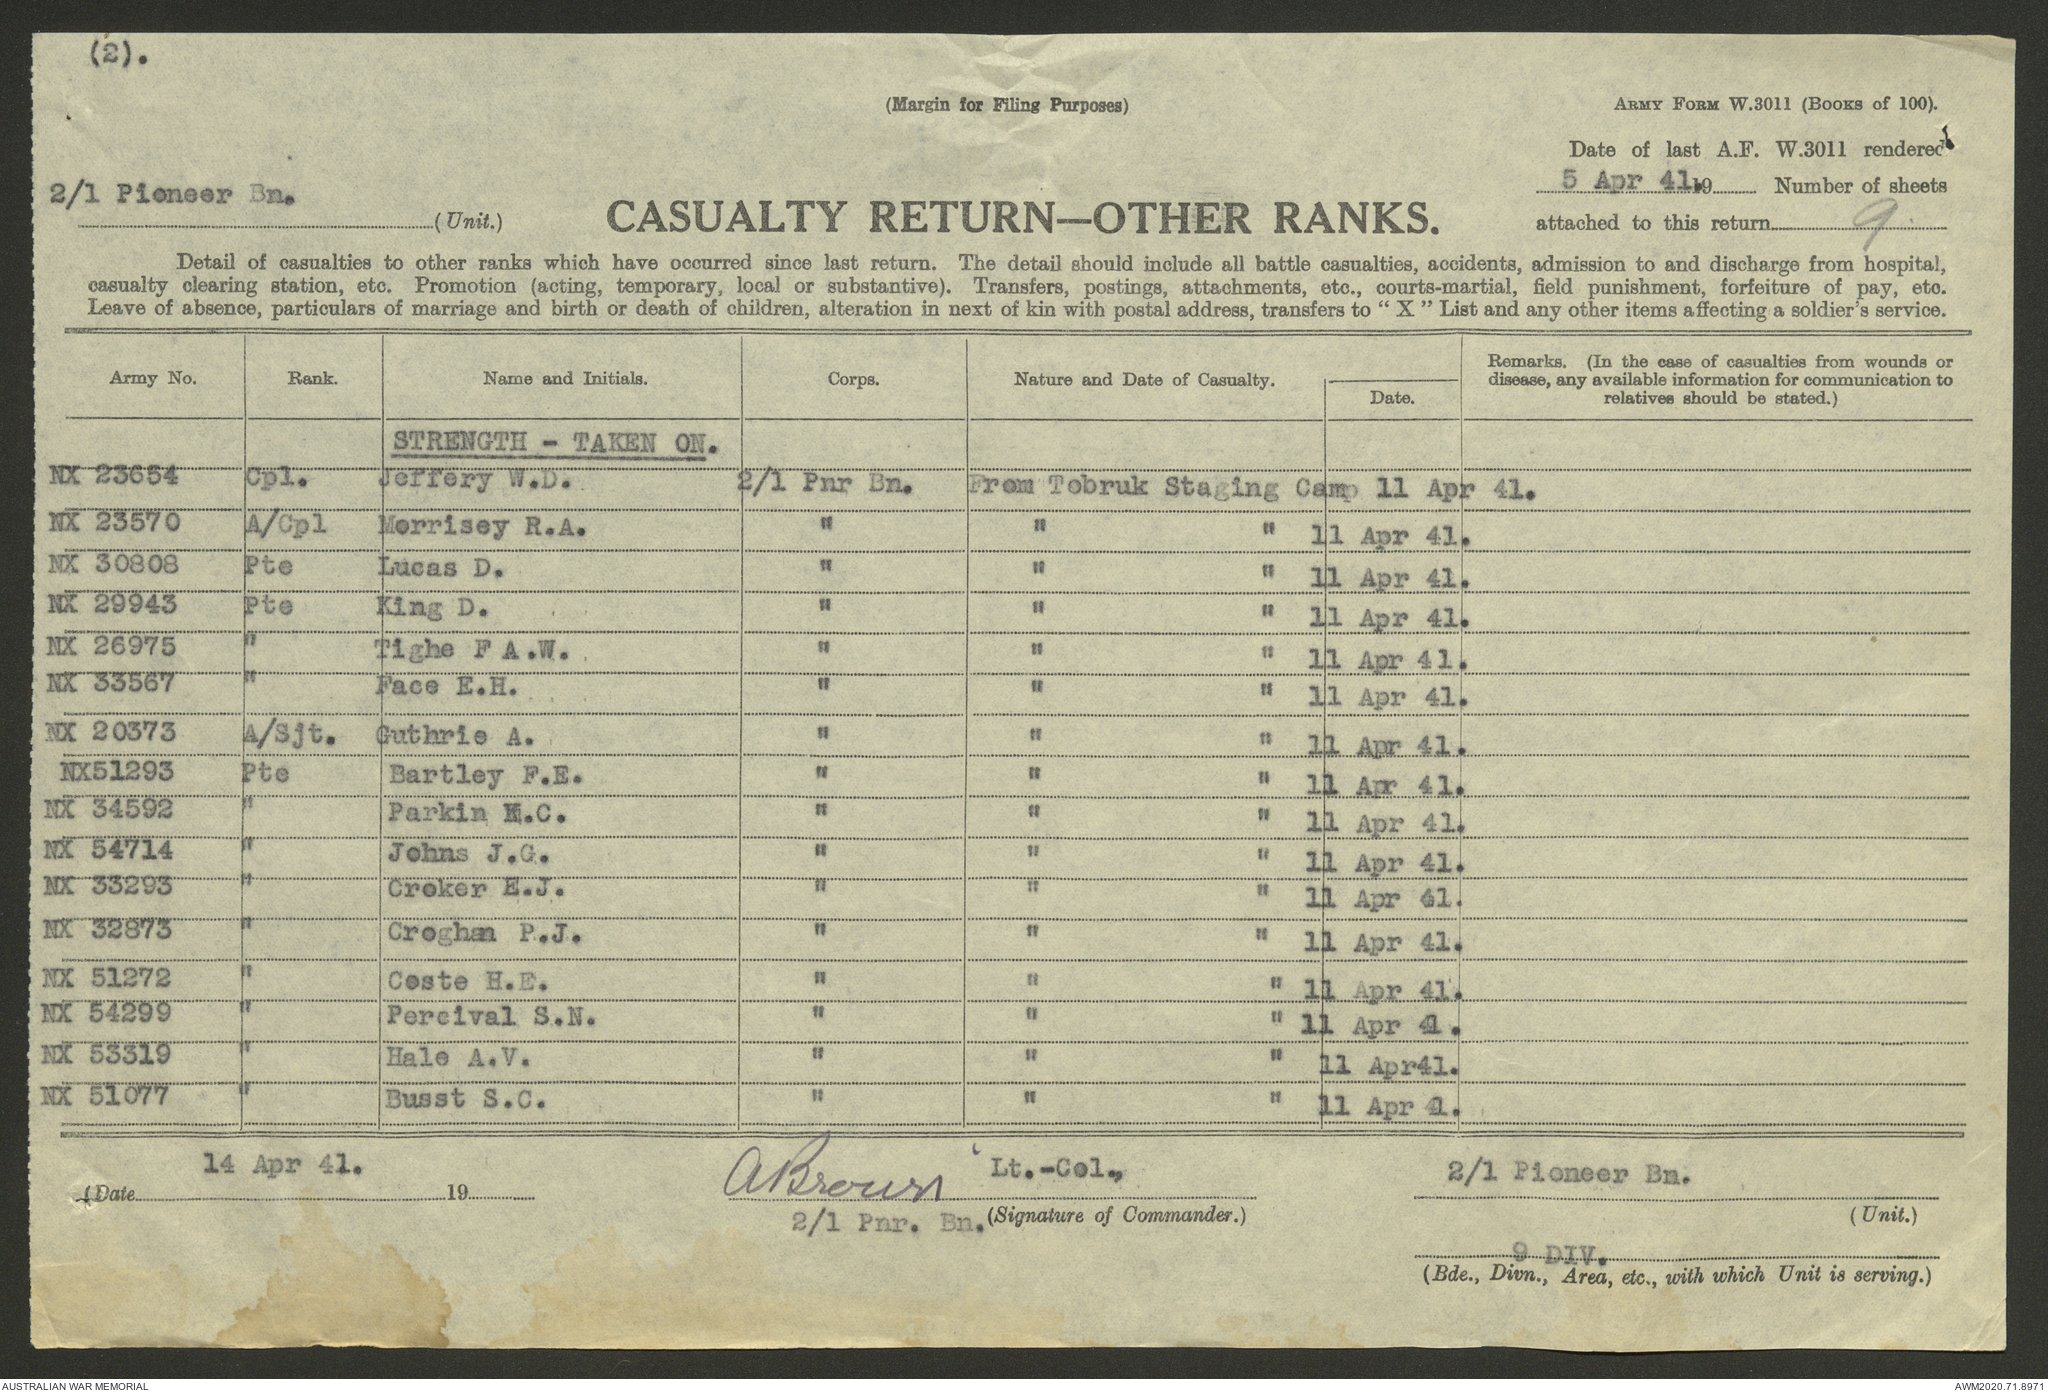 (2).
(Margin for Filing Purposes)
ARMY FORM W.3011 (BOOKS of 100).
Date of last A.F. W.3011 rendered
5 Apr 41. 19 Number of sheets
attached to this return 9
2/1 Pioneer Bn.
(Unit.)
CASUALTY RETURN—OTHER RANKS.
Detail of casualties to other ranks which have occurred since last return. The detail should include all battle casualties, accidents, admission to and discharge from hospital,
casualty clearing station, etc. Promotion (acting, temporary, local or substantive). Transfers, postings, attachments, etc., courts-martial, field punishment, forfeiture of pay, etc.
Leave of absence, particulars of marriage and birth or death of children, alteration in next of kin with postal address, transfers to " X " List and any other items affecting a soldier's service.
Army No. Rank. Name and Initials. Corps. Nature and Date of Casualty. Date. Remarks. (In the case of casualties from wounds or
disease, any available information for communication to
relatives should be stated.)
STRENGTH - TAKEN ON.
NX 23654 Cpl. Jeffery W.D. 2/1 Pnr Bn. From Tobruk Staging Camp 11 Apr 41.
NX 23570 A/Cpl Morrisey R.A. " " " 11 Apr 41.
NX 30808 Pte Lucas D. " " " 11 Apr 41.
NX 29943 Pte King D. " " " 11 Apr 41.
NX 26975 " Tighe F A.W. " " " 11 Apr 41.
NX 33567 " Face E.H. " " " 11 Apr 41.
NX 20373 A/Sjt. Guthrie A. " " " 11 Apr 41.
NX51293 Pte Bartley F.E. " " " 11 Apr 41.
NX 34592 " Parkin .C. " " " 11 Apr 41.
NX 54714 " Johns J.G. " " " 11 Apr 41.
NX 33293 " Croker E.J. " " " 11 Apr 41.
NX 32873 " Croghan P.J. " " " 11 Apr 41.
NX 51272 " Coste H.E. " " " 11 Apr 41.
NX 54299 " Percival S.N. " " " 11 Apr 41.
NX 53319 " Hale A.V. " " " 11 Apr41.
NX 51077 " Busst S.C. " " " 11 Apr 41.
14 Apr 41.
(Date 19
ABrown Lt.-Col.,
2/1 Pnr. Bn. (Signature of Commander.)
2/1 Pioneer Bn.
(Unit.)
9 DIV.
(Bde., Divn., Area, etc., with which Unit is serving.)
AUSTRALIAN WAR MEMORIAL
AWM2020.71.8971